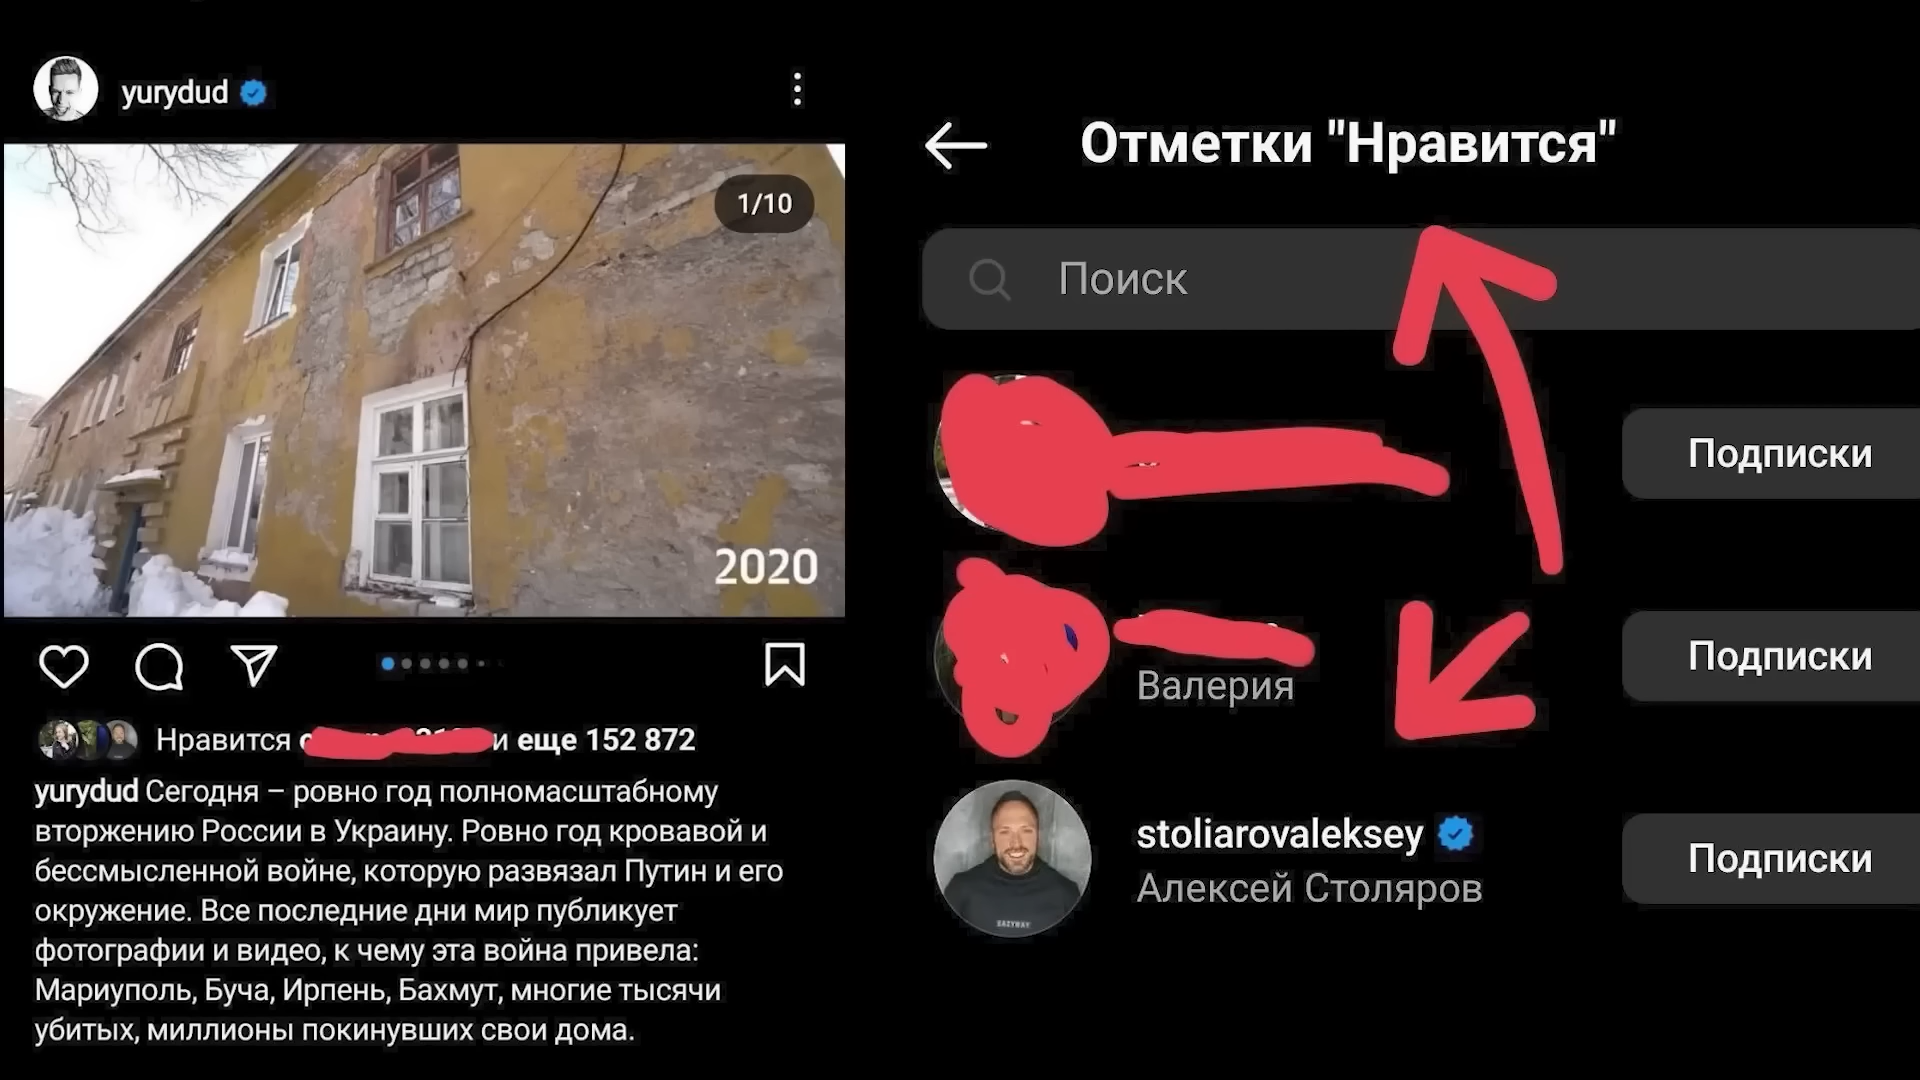 yurydud
1/10
2020
Нравится и еще 152 872
yurydud Сегодня – ровно год полномасштабному
вторжению России в Украину. Ровно год кровавой и
бессмысленной войне, которую развязал Путин и его
окружение. Все последние дни мир публикует
фотографии и видео, к чему эта война привела:
Мариуполь, Буча, Ирпень, Бахмут, многие тысячи
убитых, миллионы покинувших свои дома.
Отметки "Нравится"
Поиск
Подписки
Валерия
Подписки
stoliarovaleksey
Алексей Столяров
Подписки
EAZYWAY